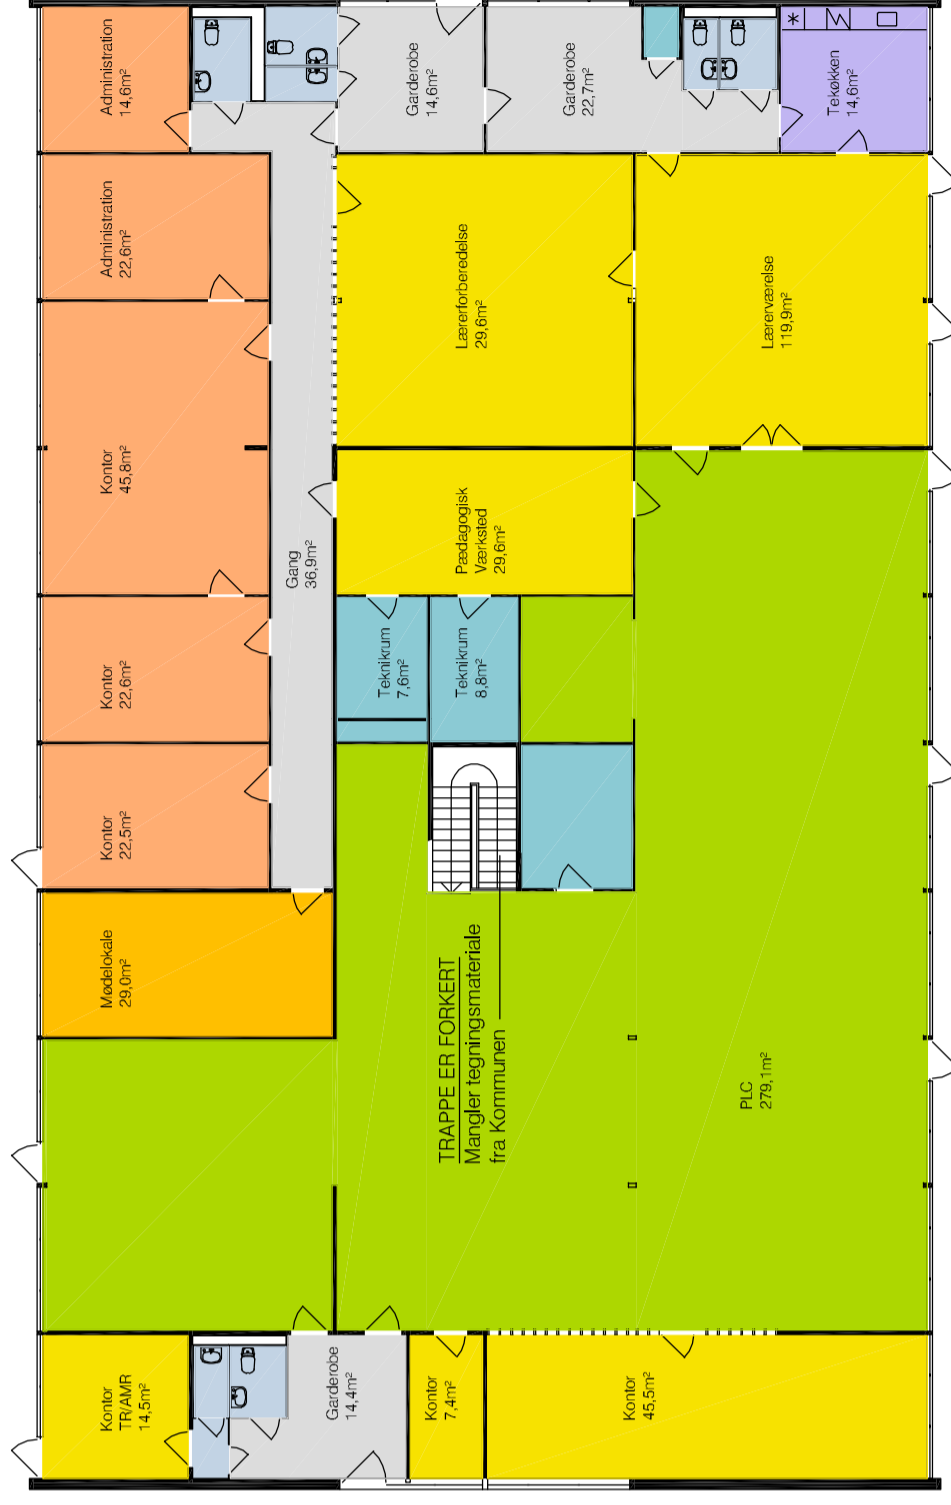 Administration
14,6m²
Administration
22,6m²
Kontor
45,8m²
Kontor
22,6m²
Kontor
22,5m²
Mødelokale
29,0m²
Kontor
TR/AMR
14,5m²
Gang
36,9m²
Garderobe
14,6m²
Garderobe
22,7m²
Tekøkken
14,6m²
Lærerforberedelse
29,6m²
Lærerværelse
119,9m²
Pædagogisk
Værksted
29,6m²
Teknikrum
7,6m²
Teknikrum
8,8m²
TRAPPE ER FORKERT
Mangler tegningsmateriale
fra Kommunen
PLC
279,1m²
Garderobe
14,4m²
Kontor
7,4m²
Kontor
45,5m²